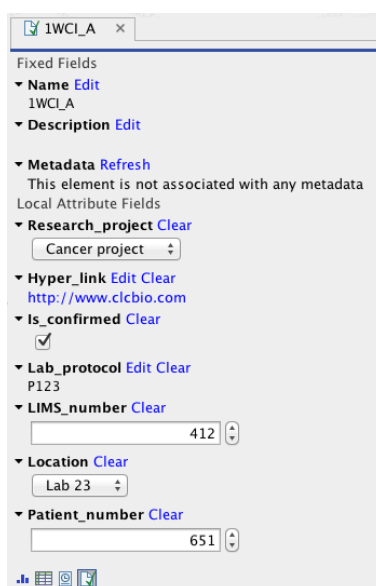 1WCI_A ×
Fixed Fields
Name Edit
1WCI_A
Description Edit
Metadata Refresh
This element is not associated with any metadata
Local Attribute Fields
Research_project Clear
Cancer project
Hyper_link Edit Clear
http://www.clcbio.com
Is_confirmed Clear
Lab_protocol Edit Clear
P123
LIMS_number Clear
412
Location Clear
Lab 23
Patient_number Clear
651